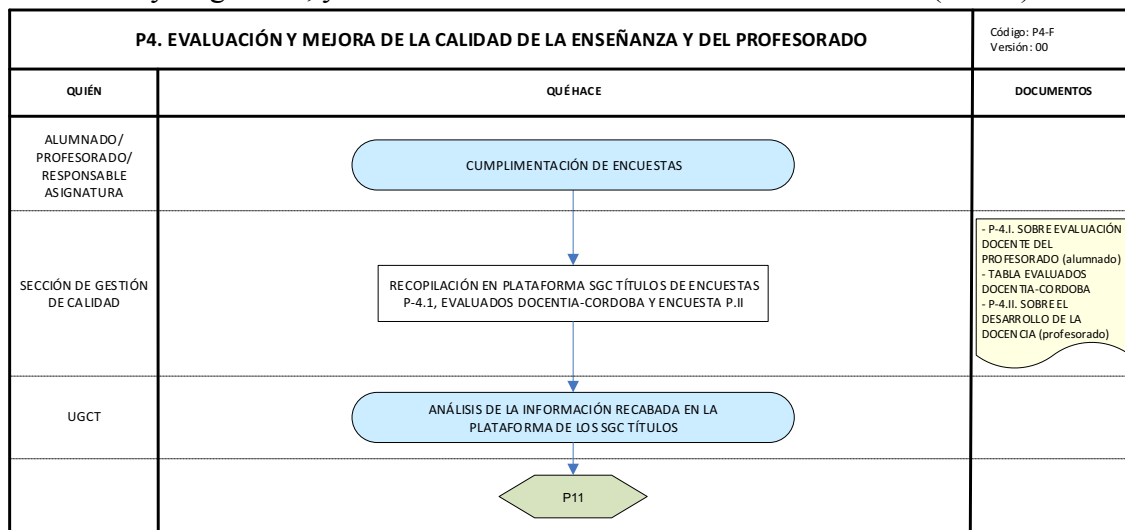 P4. EVALUACIÓN Y MEJORA DE LA CALIDAD DE LA ENSEÑANZA Y DEL PROFESORADO
Código: P4-F
Versión: 00
QUIÉN
QUÉ HACE
DOCUMENTOS
ALUMNADO/
PROFESORADO/
RESPONSABLE
ASIGNATURA
CUMPLIMENTACIÓN DE ENCUESTAS
SECCIÓN DE GESTIÓN
DE CALIDAD
RECOPILACIÓN EN PLATAFORMA SGC TÍTULOS DE ENCUESTAS
P-4.1, EVALUADOS DOCENTIA-CORDOBA Y ENCUESTA P.II
- P-4.I. SOBRE EVALUACIÓN
DOCENTE DEL
PROFESORADO (alumnado)
- TABLA EVALUADOS
DOCENTIA-CORDOBA
- P-4.II. SOBRE EL
DESARROLLO DE LA
DOCENCIA (profesorado)
UGCT
ANÁLISIS DE LA INFORMACIÓN RECABADA EN LA
PLATAFORMA DE LOS SGC TÍTULOS
P11